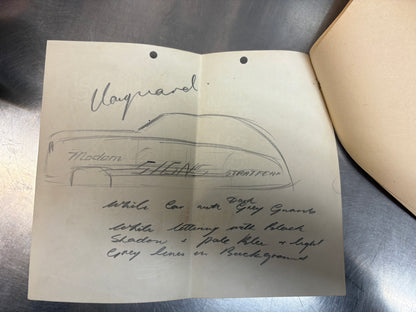 Vanguard.
Modern SIGNS
Dark
White Car with Grey Guards
White lettering with Black
Shadow & pale blue & light
Grey lines in Background